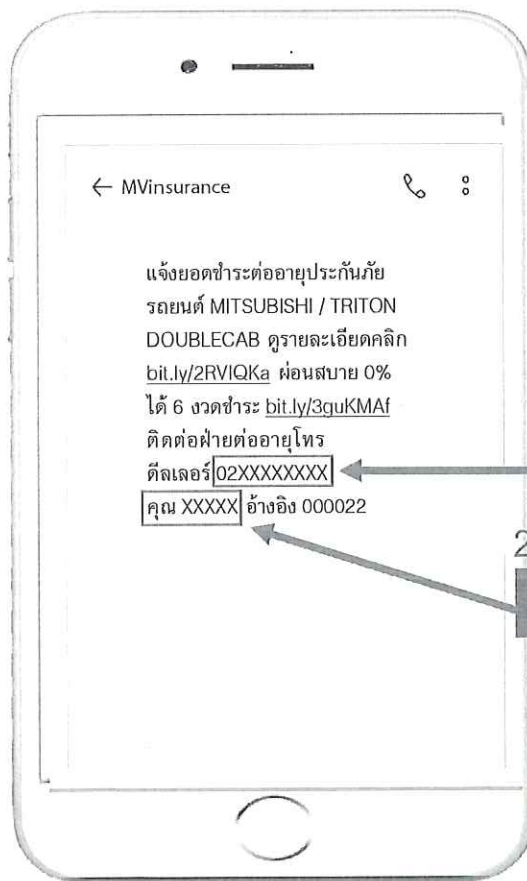 ← MVinsurance
แจ้งยอดชำระต่ออายุประกันภัย
รถยนต์ MITSUBISHI / TRITON
DOUBLECAB ดูรายละเอียดคลิก
bit.ly/2RVIQKa ผ่อนสบาย 0%
ได้ 6 งวดชำระ bit.ly/3guKMAf
ติดต่อฝ่ายต่ออายุโทร
ดีลเลอร์ 02XXXXXXXX
คุณ XXXXX อ้างอิง 000022
2